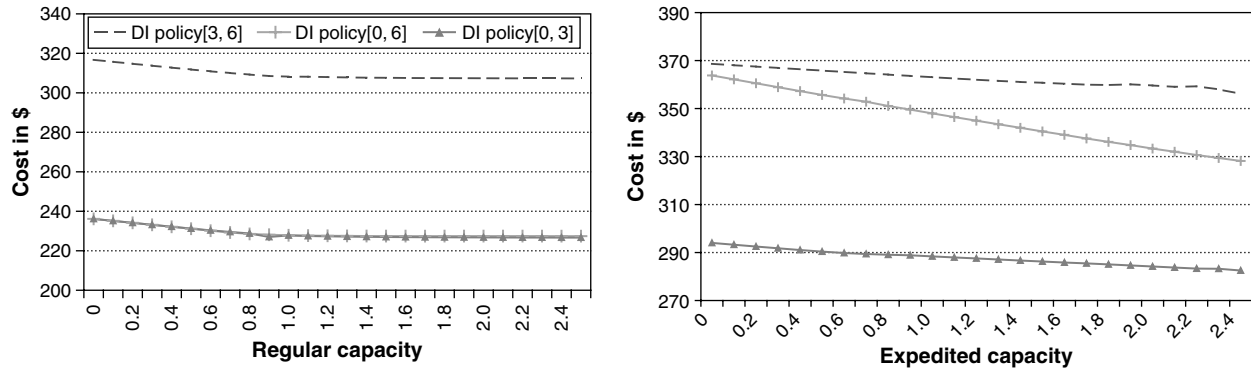 340
320
300
280
260
240
220
200
Cost in $
DI policy[3, 6] DI policy[0, 6] DI policy[0, 3]
0 0.2 0.4 0.6 0.8 1.0 1.2 1.4 1.6 1.8 2.0 2.2 2.4
Regular capacity
390
370
350
330
310
290
270
Cost in $
0 0.2 0.4 0.6 0.8 1.0 1.2 1.4 1.6 1.8 2.0 2.2 2.4
Expedited capacity